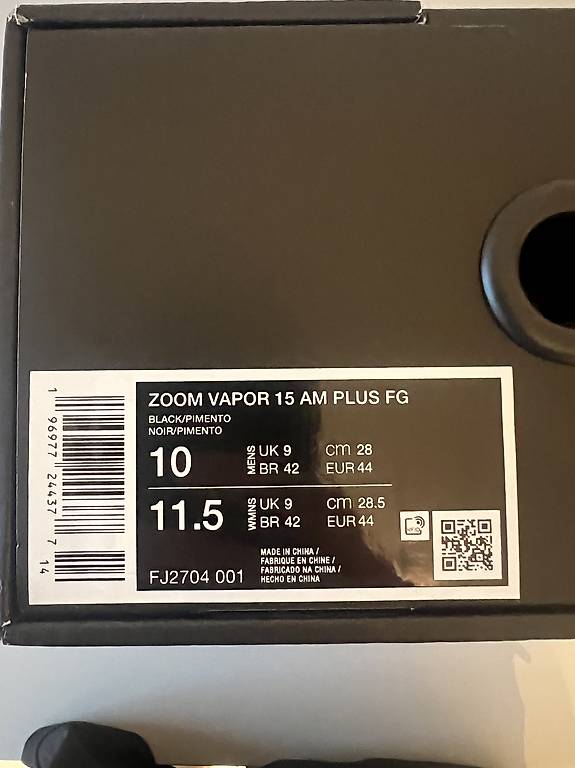 ZOOM VAPOR 15 AM PLUS FG
BLACK/PIMENTO
NOIR/PIMENTO
10 MENS UK 9 cm 28
BR 42 EUR 44
11.5 WMNS UK 9 cm 28.5
BR 42 EUR 44
FJ2704 001
MADE IN CHINA /
FABRIQUE EN CHINE /
FABRICADO NA CHINA /
HECHO EN CHINA
1 96977 24437 7 14